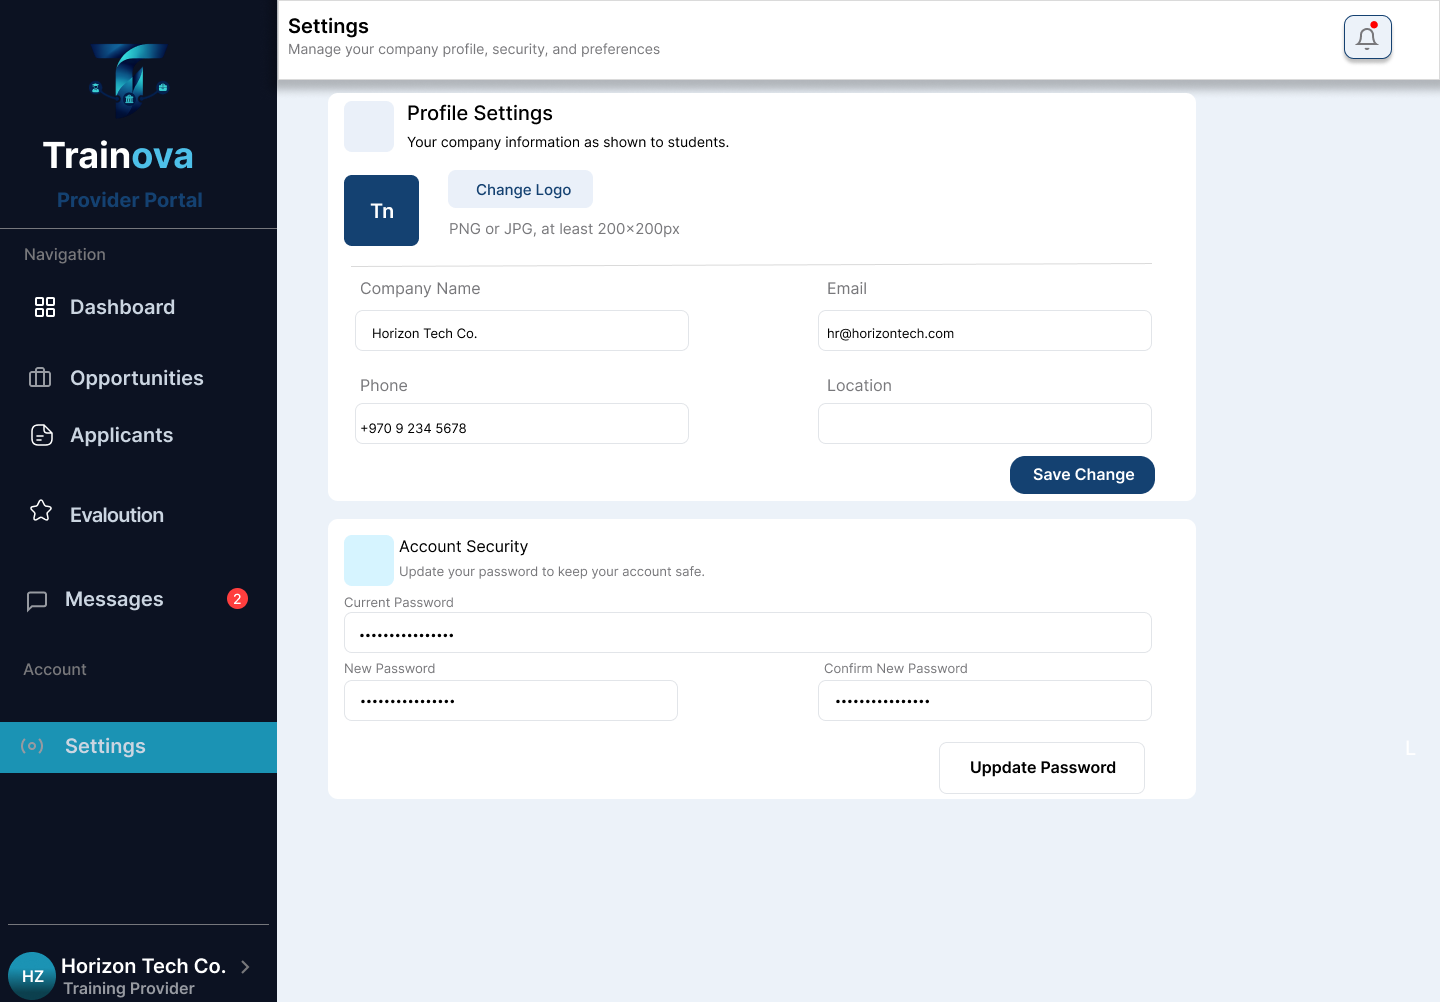 Trainova
Provider Portal
Navigation
Dashboard
Opportunities
Applicants
Evaloution
Messages
2
Account
Settings
HZ
Horizon Tech Co.
Training Provider
Settings
Manage your company profile, security, and preferences
Profile Settings
Your company information as shown to students.
Tn
Change Logo
PNG or JPG, at least 200×200px
Company Name
Email
Horizon Tech Co.
hr@horizontech.com
Phone
Location
+970 9 234 5678
Save Change
Account Security
Update your password to keep your account safe.
Current Password
••••••••••••••••
New Password
Confirm New Password
••••••••••••••••
••••••••••••••••
Uppdate Password
L